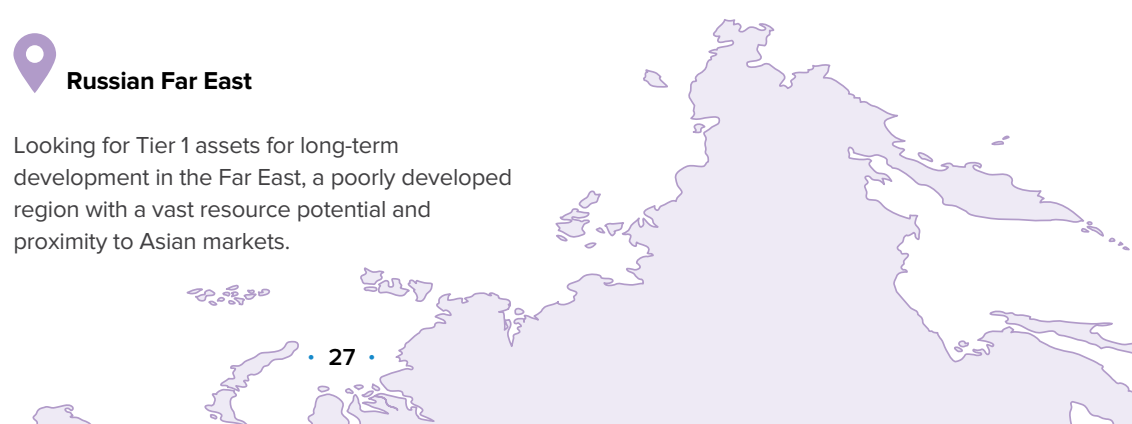 Russian Far East
Looking for Tier 1 assets for long-term
development in the Far East, a poorly developed
region with a vast resource potential and
proximity to Asian markets.
• 27 •